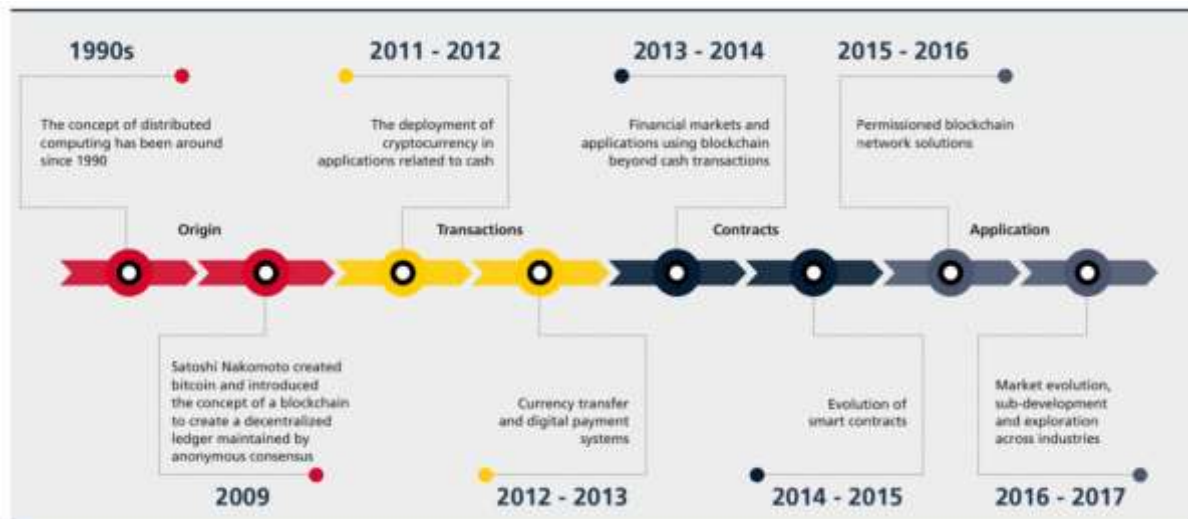 1990s
The concept of distributed
computing has been around
since 1990
2011 - 2012
The deployment of
cryptocurrency in
applications related to cash
2013 - 2014
Financial markets and
applications using blockchain
beyond cash transactions
2015 - 2016
Permissioned blockchain
network solutions
Origin
Transactions
Contracts
Application
Satoshi Nakomoto created
bitcoin and introduced
the concept of a blockchain
to create a decentralized
ledger maintained by
anonymous consensus
2009
Currency transfer
and digital payment
systems
2012 - 2013
Evolution of
smart contracts
2014 - 2015
Market evolution,
sub-development
and exploration
across industries
2016 - 2017